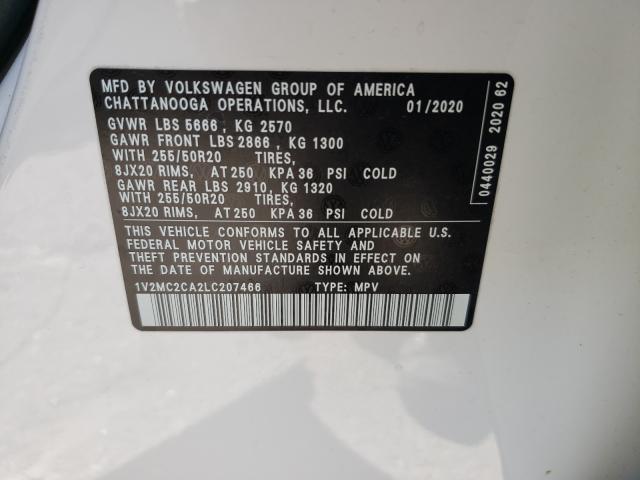 MFD BY VOLKSWAGEN GROUP OF AMERICA
CHATTANOOGA OPERATIONS, LLC. 01/2020
GVWR LBS 5666 , KG 2570
GAWR FRONT LBS 2866 , KG 1300
WITH 255/50R20 TIRES,
8JX20 RIMS, AT 250 KPA 36 PSI COLD
GAWR REAR LBS 2910, KG 1320
WITH 255/50R20 TIRES,
8JX20 RIMS, AT 250 KPA 36 PSI COLD
THIS VEHICLE CONFORMS TO ALL APPLICABLE U.S.
FEDERAL MOTOR VEHICLE SAFETY AND
THEFT PREVENTION STANDARDS IN EFFECT ON
THE DATE OF MANUFACTURE SHOWN ABOVE.
1V2MC2CA2LC207466 TYPE: MPV
0440029 2020 62